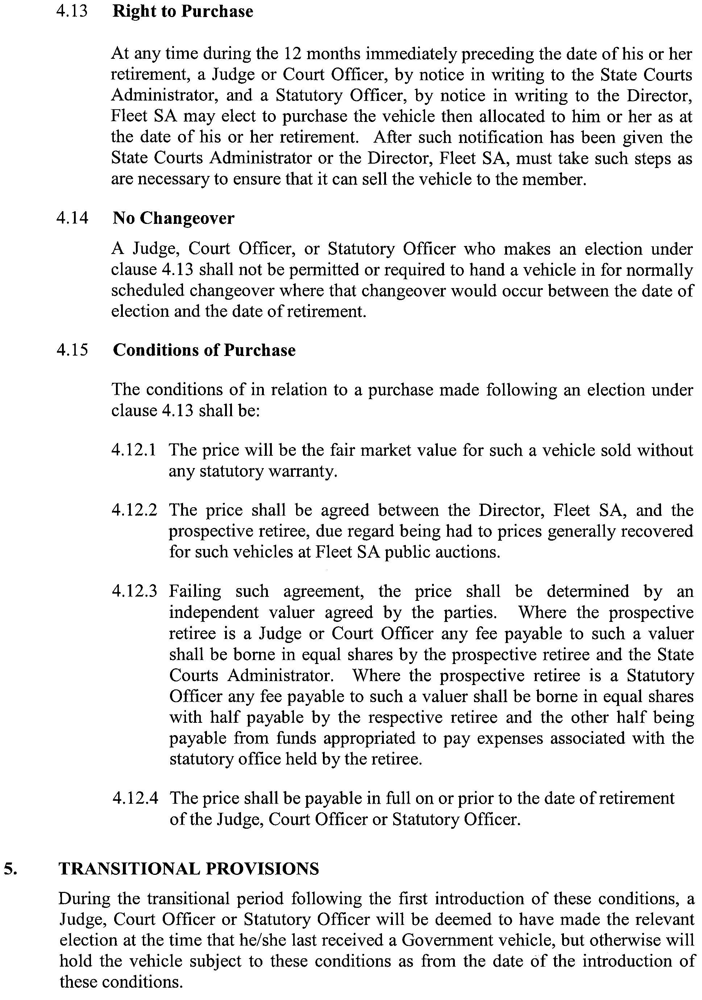 4.13 Right to Purchase
At any time during the 12 months immediately preceding the date of his or her
retirement, a Judge or Court Officer, by notice in writing to the State Courts
Administrator, and a Statutory Officer, by notice in writing to the Director,
Fleet SA may elect to purchase the vehicle then allocated to him or her as at
the date of his or her retirement. After such notification has been given the
State Courts Administrator or the Director, Fleet SA, must take such steps as
are necessary to ensure that it can sell the vehicle to the member.
4.14 No Changeover
A Judge, Court Officer, or Statutory Officer who makes an election under
clause 4.13 shall not be permitted or required to hand a vehicle in for normally
scheduled changeover where that changeover would occur between the date of
election and the date of retirement.
4.15 Conditions of Purchase
The conditions of in relation to a purchase made following an election under
clause 4.13 shall be:
4.12.1 The price will be the fair market value for such a vehicle sold without
any statutory warranty.
4.12.2 The price shall be agreed between the Director, Fleet SA, and the
prospective retiree, due regard being had to prices generally recovered
for such vehicles at Fleet SA public auctions.
4.12.3 Failing such agreement, the price shall be determined by an
independent valuer agreed by the parties. Where the prospective
retiree is a Judge or Court Officer any fee payable to such a valuer
shall be borne in equal shares by the prospective retiree and the State
Courts Administrator. Where the prospective retiree is a Statutory
Officer any fee payable to such a valuer shall be borne in equal shares
with half payable by the respective retiree and the other half being
payable from funds appropriated to pay expenses associated with the
statutory office held by the retiree.
4.12.4 The price shall be payable in full on or prior to the date of retirement
of the Judge, Court Officer or Statutory Officer.
5. TRANSITIONAL PROVISIONS
During the transitional period following the first introduction of these conditions, a
Judge, Court Officer or Statutory Officer will be deemed to have made the relevant
election at the time that he/she last received a Government vehicle, but otherwise will
hold the vehicle subject to these conditions as from the date of the introduction of
these conditions.